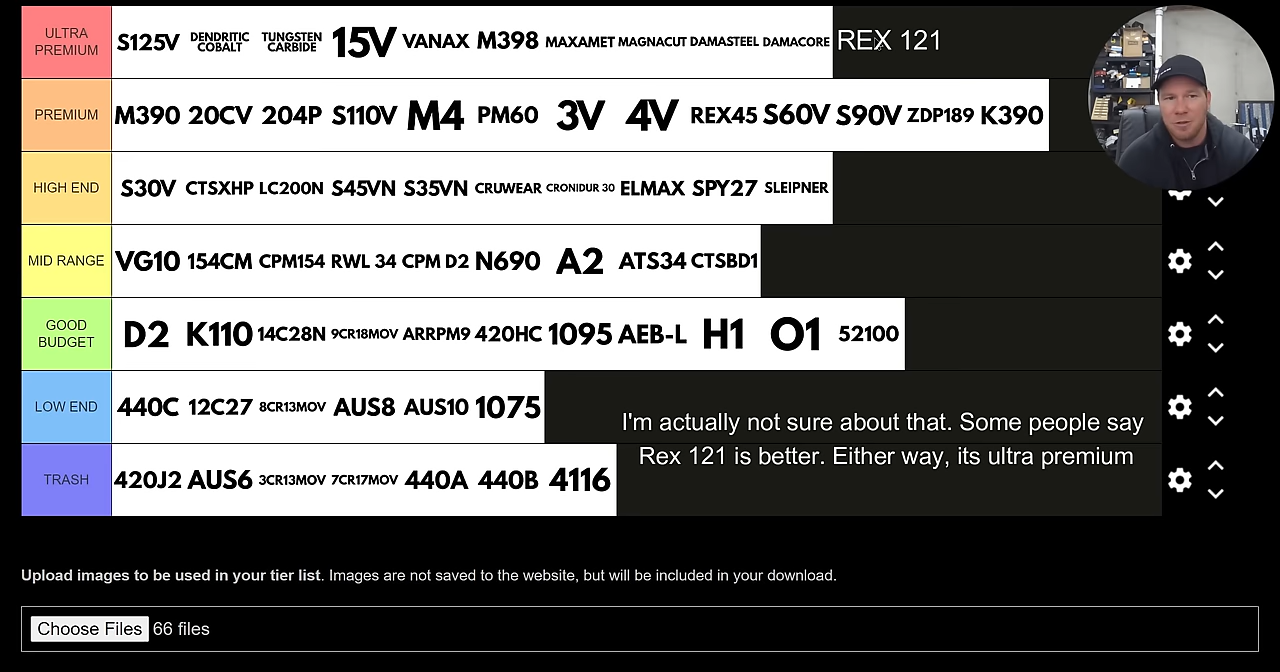 ULTRA PREMIUM
S125V DENDRITIC COBALT TUNGSTEN CARBIDE 15V VANAX M398 MAXAMET MAGNACUT DAMASTEEL DAMACORE REX 121
PREMIUM
M390 20CV 204P S110V M4 PM60 3V 4V REX45 S60V S90V ZDP189 K390
HIGH END
S30V CTSXHP LC200N S45VN S35VN CRUWEAR CRONIDUR 30 ELMAX SPY27 SLEIPNER
MID RANGE
VG10 154CM CPM154 RWL 34 CPM D2 N690 A2 ATS34 CTSBD1
GOOD BUDGET
D2 K110 14C28N 9CR18MOV ARRPM9 420HC 1095 AEB-L H1 O1 52100
LOW END
440C 12C27 8CR13MOV AUS8 AUS10 1075
I'm actually not sure about that. Some people say
Rex 121 is better. Either way, its ultra premium
TRASH
420J2 AUS6 3CR13MOV 7CR17MOV 440A 440B 4116
Upload images to be used in your tier list. Images are not saved to the website, but will be included in your download.
Choose Files 66 files